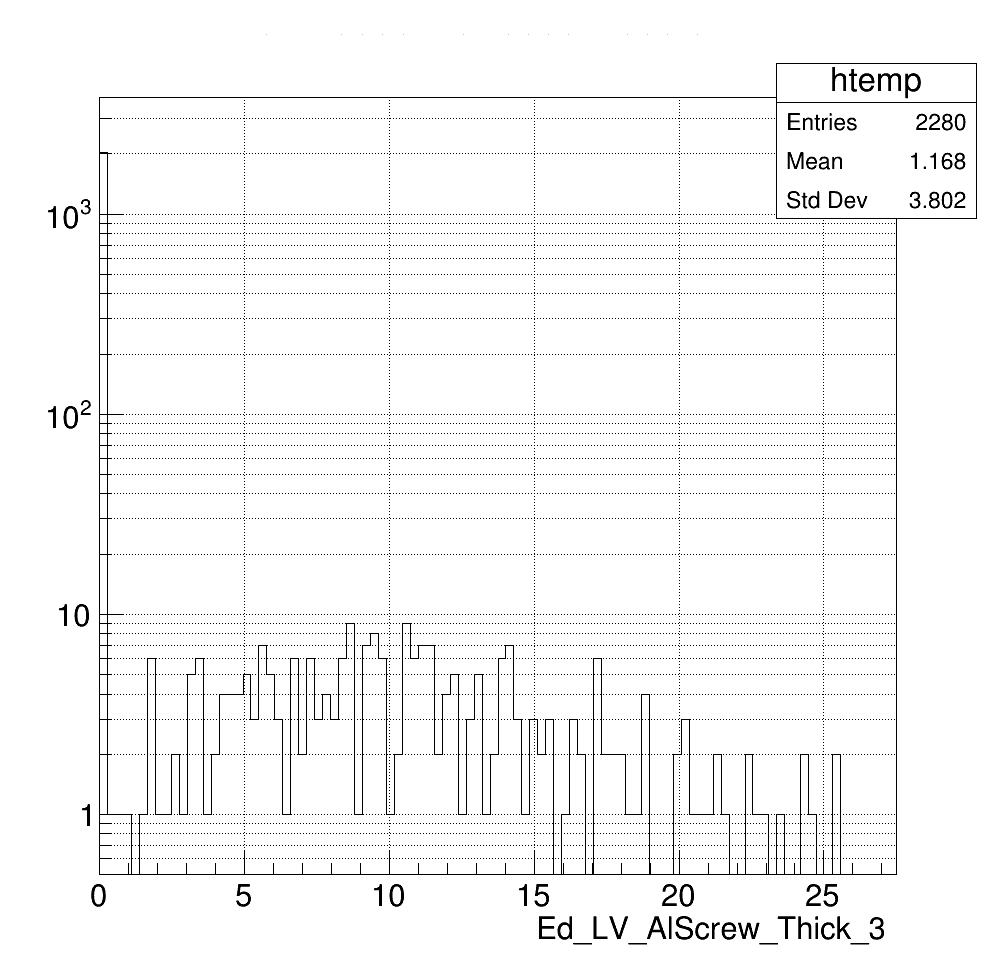 htemp
Entries 2280
Mean 1.168
Std Dev 3.802
10³
10²
10
1
0 5 10 15 20 25
Ed_LV_AlScrew_Thick_3